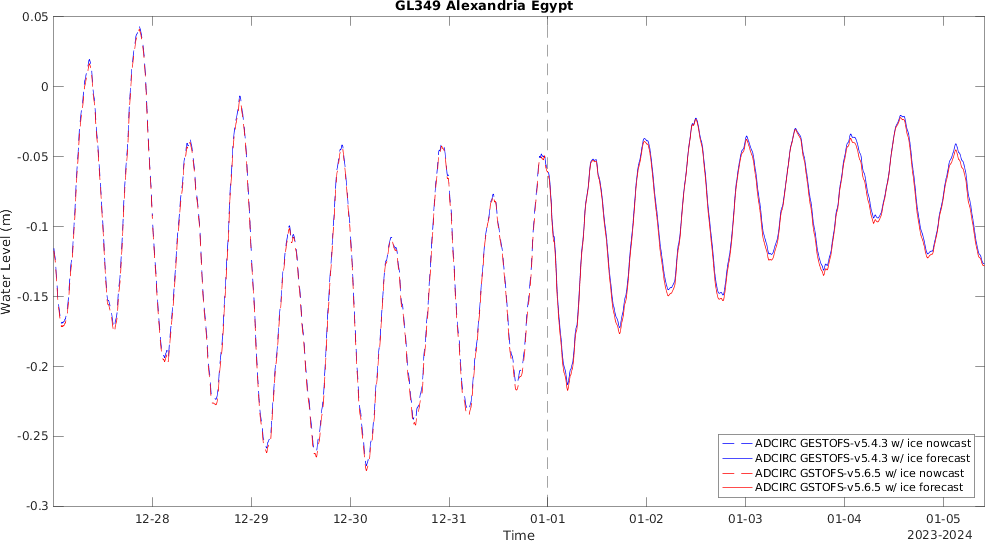 GL349 Alexandria Egypt
0.05
0
-0.05
-0.1
-0.15
-0.2
-0.25
-0.3
Water Level (m)
ADCIRC GESTOFS-v5.4.3 w/ ice nowcast
ADCIRC GESTOFS-v5.4.3 w/ ice forecast
ADCIRC GSTOFS-v5.6.5 w/ ice nowcast
ADCIRC GSTOFS-v5.6.5 w/ ice forecast
12-28 12-29 12-30 12-31 01-01 01-02 01-03 01-04 01-05
Time
2023-2024